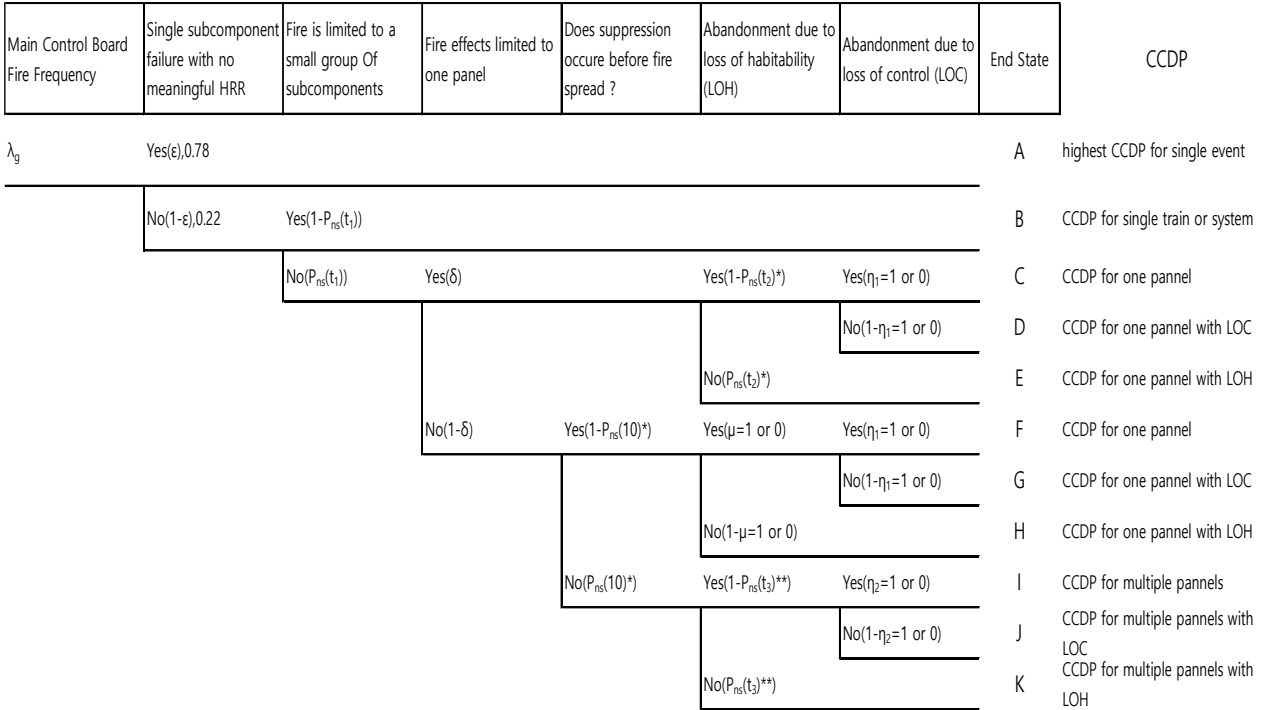 Main Control Board
Fire Frequency
Single subcomponent
failure with no
meaningful HRR
Fire is limited to a
small group Of
subcomponents
Fire effects limited to
one panel
Does suppression
occure before fire
spread ?
Abandonment due to
loss of habitability
(LOH)
Abandonment due to
loss of control (LOC)
End State
CCDP
λg Yes(ε),0.78 A highest CCDP for single event
No(1-ε),0.22 Yes(1-Pns(t1)) B CCDP for single train or system
No(Pns(t1)) Yes(δ) Yes(1-Pns(t2)*) Yes(η1=1 or 0) C CCDP for one pannel
No(1-η1=1 or 0) D CCDP for one pannel with LOC
No(Pns(t2)*) E CCDP for one pannel with LOH
No(1-δ) Yes(1-Pns(10)*) Yes(μ=1 or 0) Yes(η1=1 or 0) F CCDP for one pannel
No(1-η1=1 or 0) G CCDP for one pannel with LOC
No(1-μ=1 or 0) H CCDP for one pannel with LOH
No(Pns(10)*) Yes(1-Pns(t3)**) Yes(η2=1 or 0) I CCDP for multiple pannels
No(1-η2=1 or 0) J CCDP for multiple pannels with
LOC
No(Pns(t3)**) K CCDP for multiple pannels with
LOH